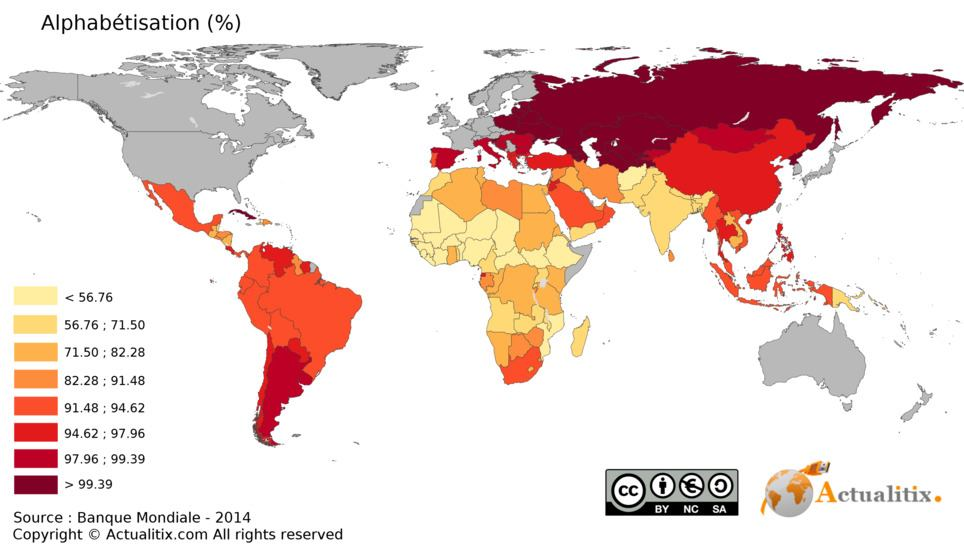 Alphabétisation (%)
< 56.76
56.76 ; 71.50
71.50 ; 82.28
82.28 ; 91.48
91.48 ; 94.62
94.62 ; 97.96
97.96 ; 99.39
> 99.39
Source : Banque Mondiale - 2014
Copyright © Actualitix.com All rights reserved
cc
BY NC SA
Actualitix.